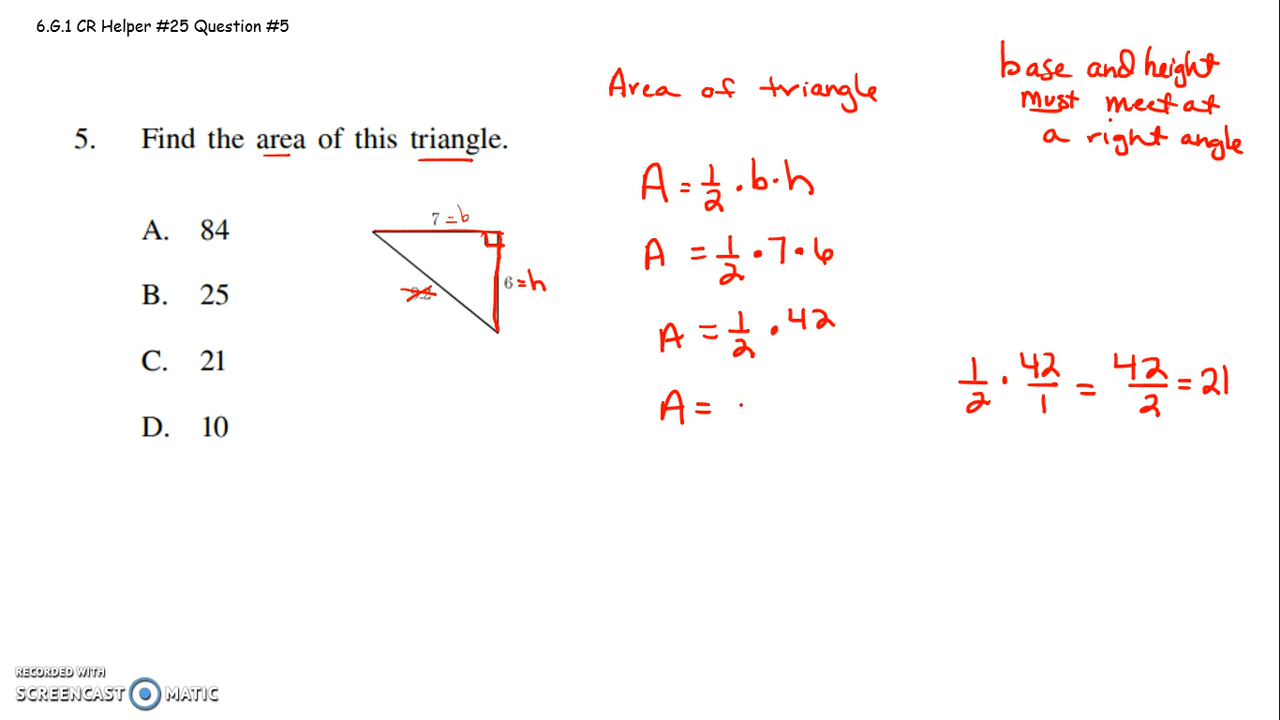 6.G.1 CR Helper #25 Question #5
5. Find the area of this triangle.
A. 84
B. 25
C. 21
D. 10
7 = b
6 = h
Area of triangle
A = 1/2 · b · h
A = 1/2 · 7 · 6
A = 1/2 · 42
A =
base and height
must meet at
a right angle
1/2 · 42/1 = 42/2 = 21
RECORDED WITH
SCREENCAST MATIC